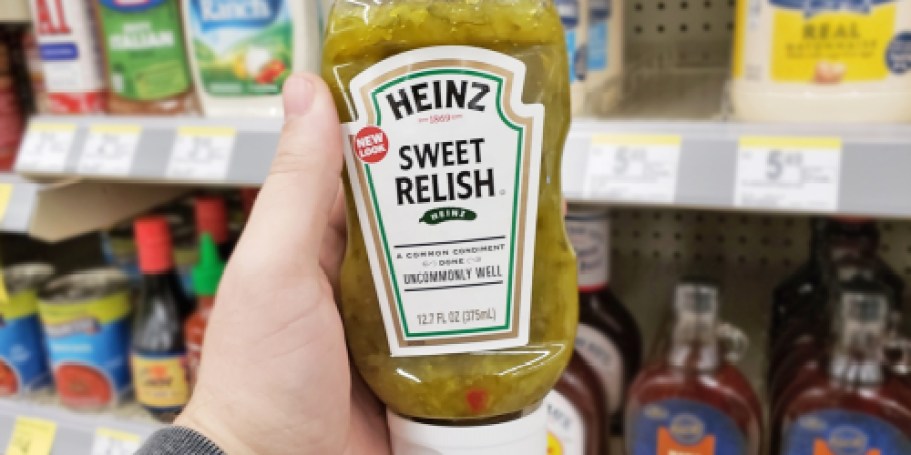 HEINZ
1869
NEW
LOOK
SWEET
RELISH
HEINZ
A COMMON CONDIMENT
DONE
UNCOMMONLY WELL
12.7 FL OZ (375mL)
ITALIAN
Ranch
REAL